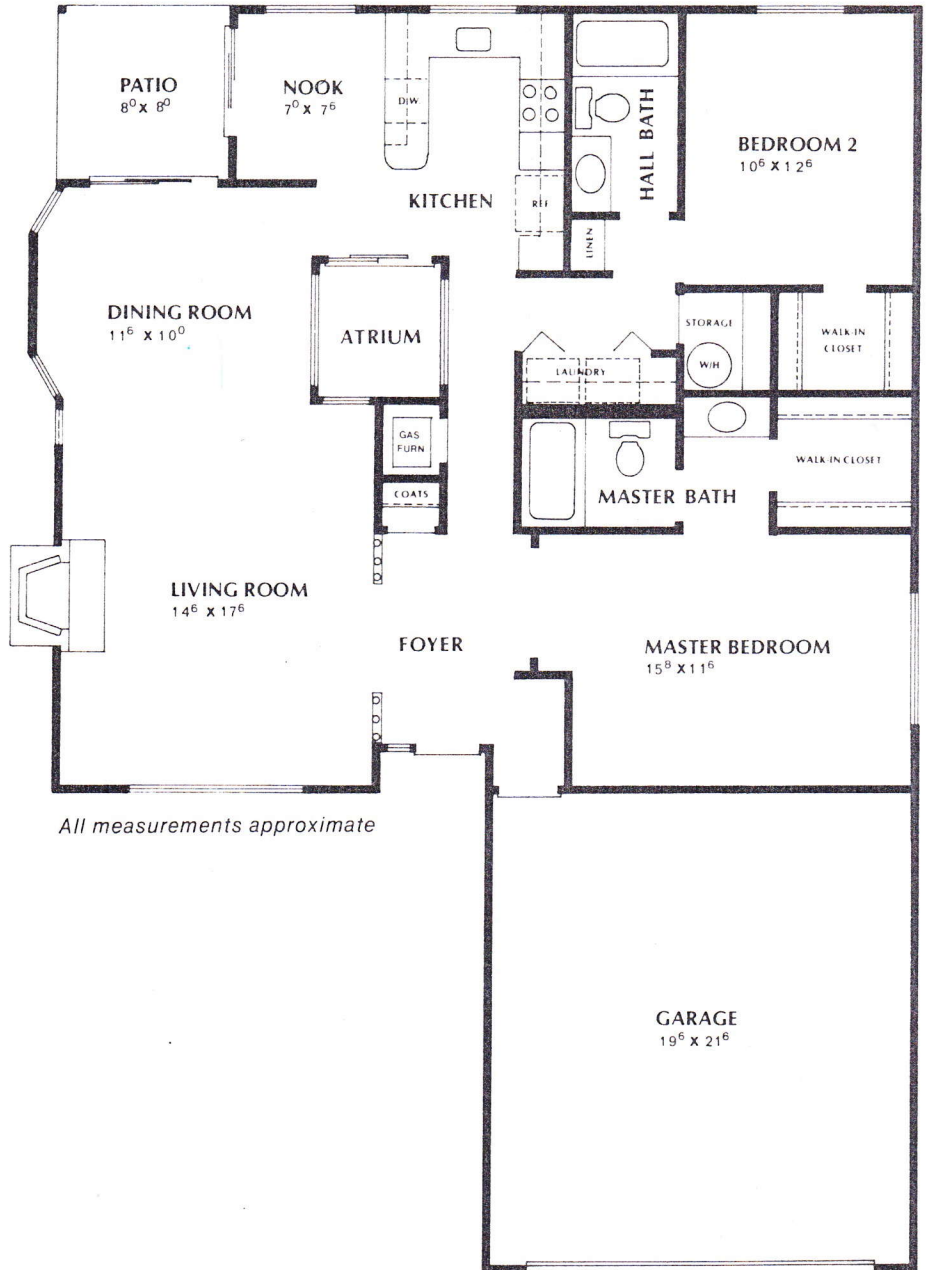 PATIO
8⁰ X 8⁰
NOOK
7⁰ X 7⁶
D.W.
HALL BATH
BEDROOM 2
10⁶ X 12⁶
KITCHEN
REF
LINEN
DINING ROOM
11⁶ X 10⁰
ATRIUM
STORAGE
W/H
WALK-IN
CLOSET
LAUNDRY
GAS
FURN
COATS
MASTER BATH
WALK-IN CLOSET
LIVING ROOM
14⁶ X 17⁶
FOYER
MASTER BEDROOM
15⁸ X 11⁶
All measurements approximate
GARAGE
19⁶ X 21⁶